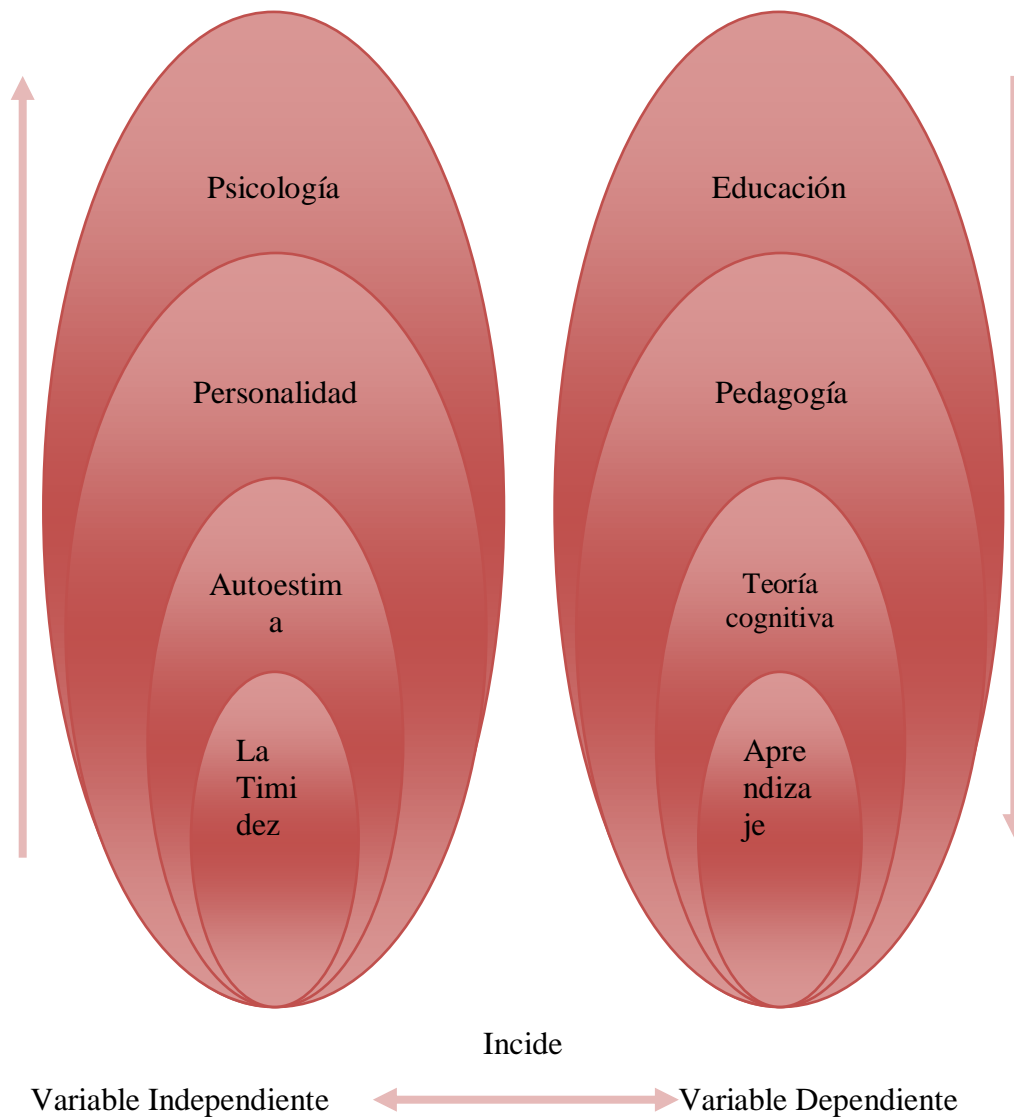 Psicología
Personalidad
Autoestim
a
La
Timi
dez
Educación
Pedagogía
Teoría
cognitiva
Apre
ndiza
je
Incide
Variable Independiente
Variable Dependiente